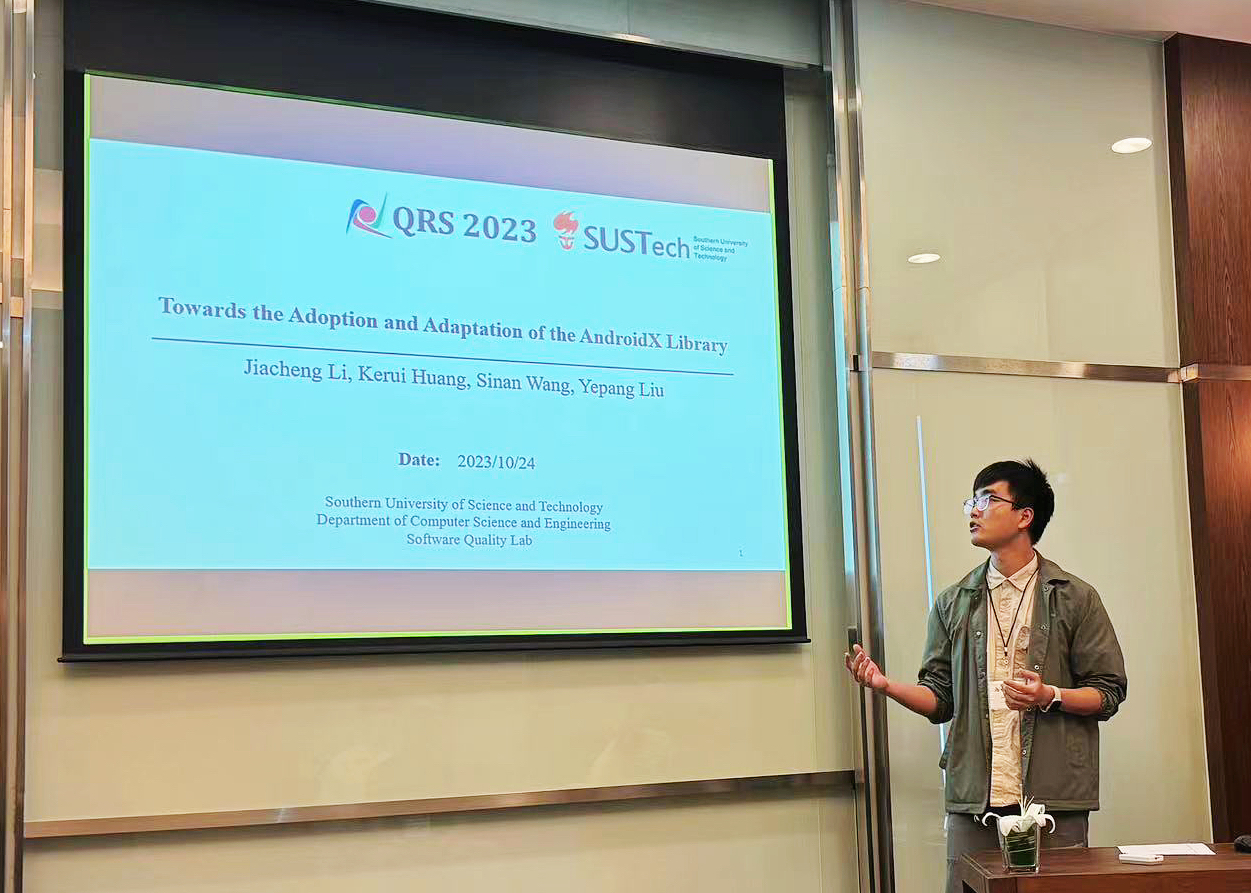 QRS 2023
SUSTech
Southern University
of Science and
Technology
Towards the Adoption and Adaptation of the AndroidX Library
Jiacheng Li, Kerui Huang, Sinan Wang, Yepang Liu
Date: 2023/10/24
Southern University of Science and Technology
Department of Computer Science and Engineering
Software Quality Lab
1